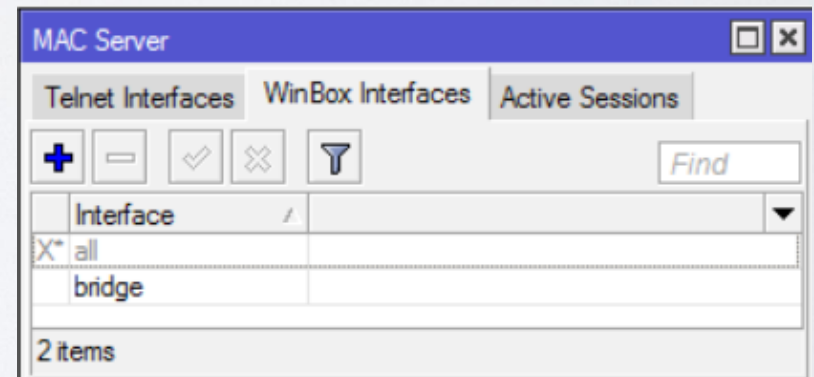 MAC Server
Telnet Interfaces WinBox Interfaces Active Sessions
Find
Interface
X* all
bridge
2 items